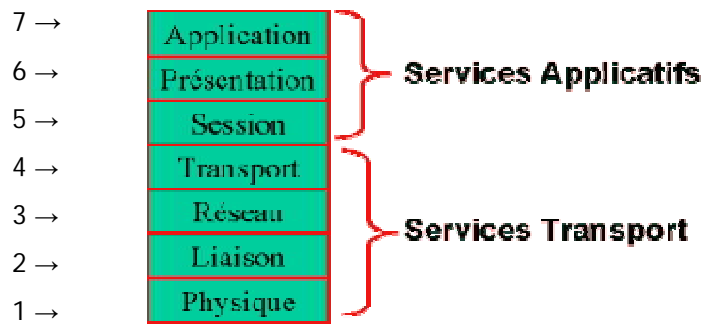 7 → Application
6 → Présentation
Services Applicatifs
5 → Session
4 → Transport
3 → Réseau
Services Transport
2 → Liaison
1 → Physique